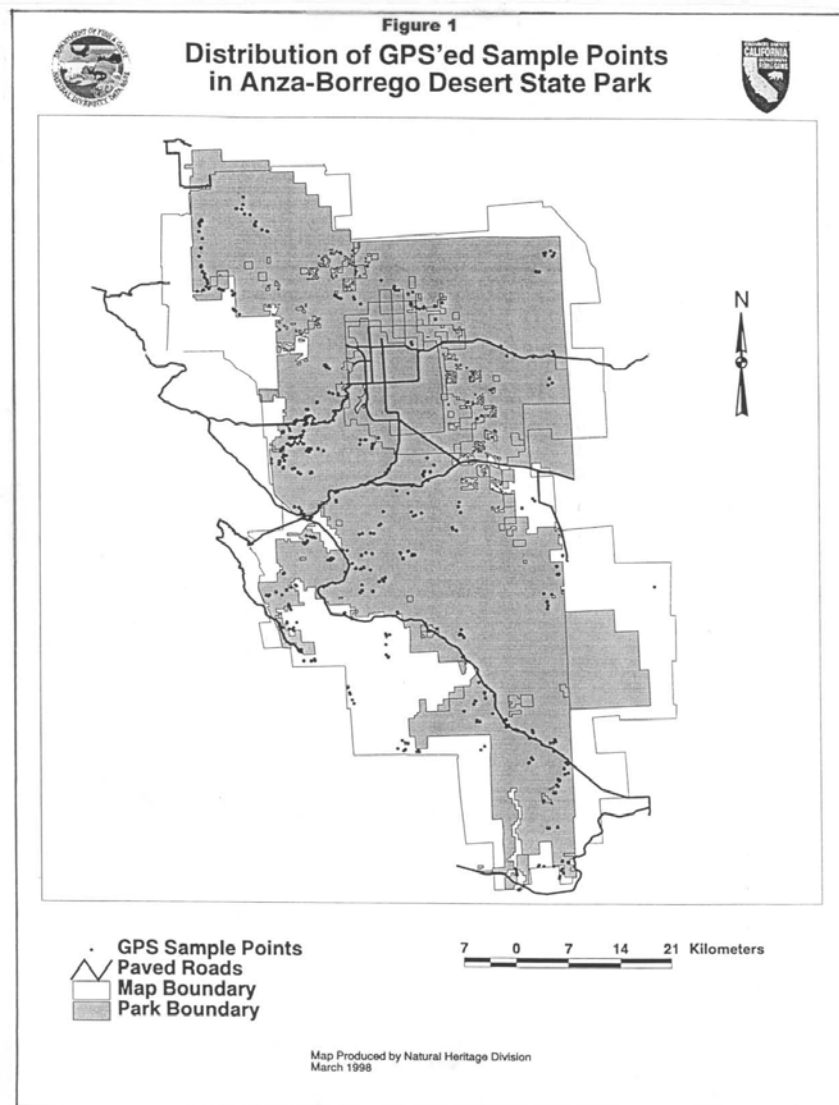 Figure 1
Distribution of GPS'ed Sample Points
in Anza-Borrego Desert State Park
CALIFORNIA
N
GPS Sample Points
Paved Roads
Map Boundary
Park Boundary
7 0 7 14 21 Kilometers
Map Produced by Natural Heritage Division
March 1998